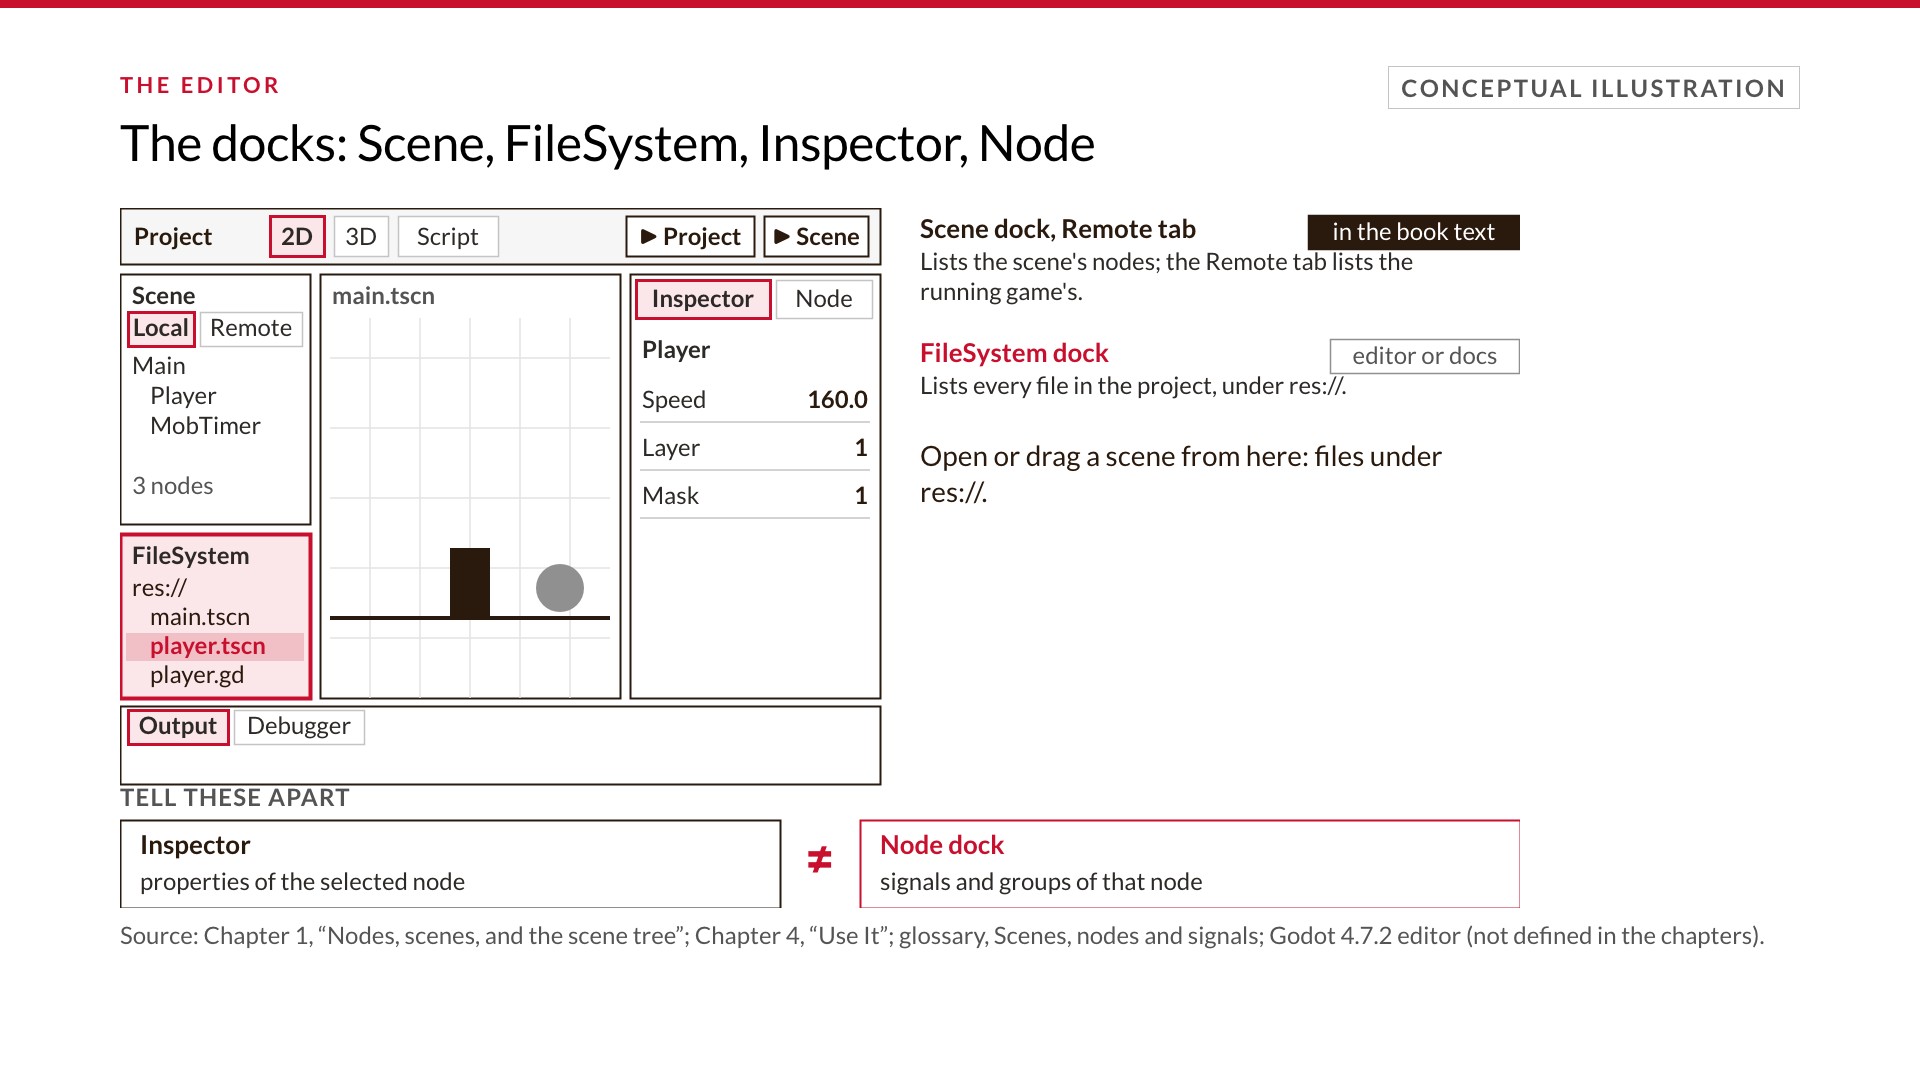 THE EDITOR
CONCEPTUAL ILLUSTRATION
The docks: Scene, FileSystem, Inspector, Node
Project
2D
3D
Script
▶ Project
▶ Scene
Scene
Local
Remote
Main
Player
MobTimer
3 nodes
FileSystem
res://
main.tscn
player.tscn
player.gd
main.tscn
Inspector
Node
Player
Speed 160.0
Layer 1
Mask 1
Output
Debugger
Scene dock, Remote tab
in the book text
Lists the scene's nodes; the Remote tab lists the
running game's.
FileSystem dock
editor or docs
Lists every file in the project, under res://.
Open or drag a scene from here: files under
res://.
TELL THESE APART
Inspector
properties of the selected node
≠
Node dock
signals and groups of that node
Source: Chapter 1, “Nodes, scenes, and the scene tree”; Chapter 4, “Use It”; glossary, Scenes, nodes and signals; Godot 4.7.2 editor (not defined in the chapters).